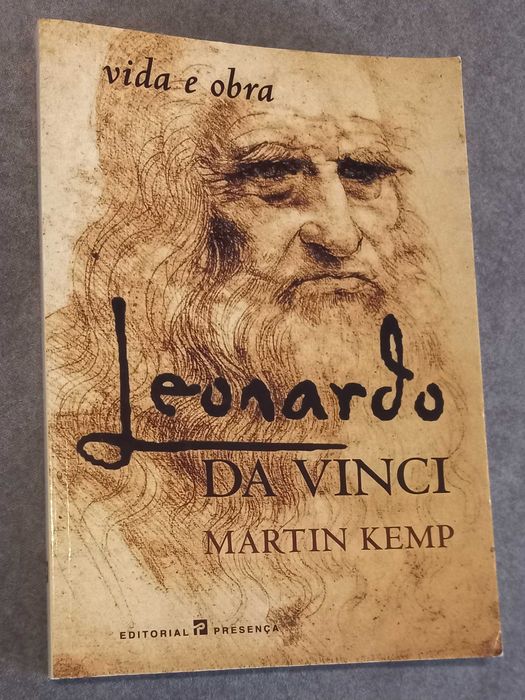 vida e obra
Leonardo
DA VINCI
MARTIN KEMP
EDITORIAL P PRESENÇA